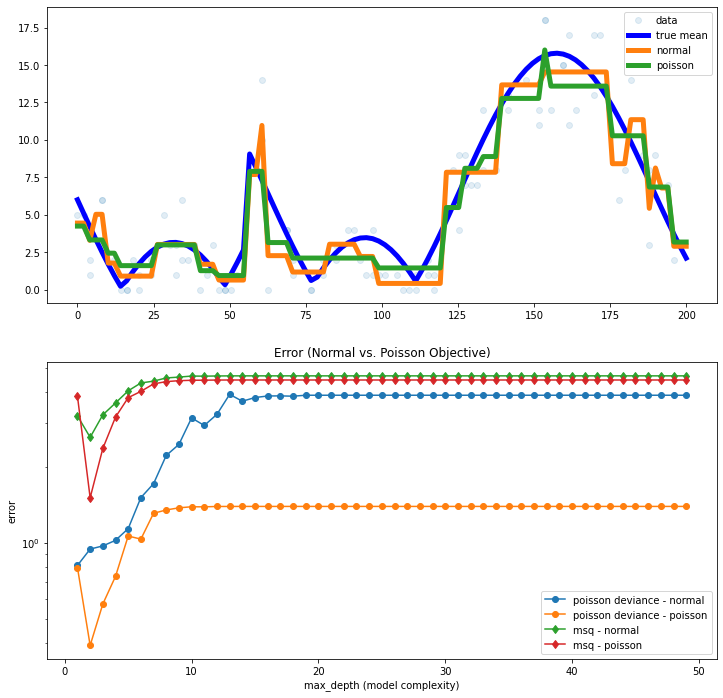 17.5
15.0
12.5
10.0
7.5
5.0
2.5
0.0
data
true mean
normal
poisson
0 25 50 75 100 125 150 175 200
Error (Normal vs. Poisson Objective)
error
10^0
poisson deviance - normal
poisson deviance - poisson
msq - normal
msq - poisson
0 10 20 30 40 50
max_depth (model complexity)